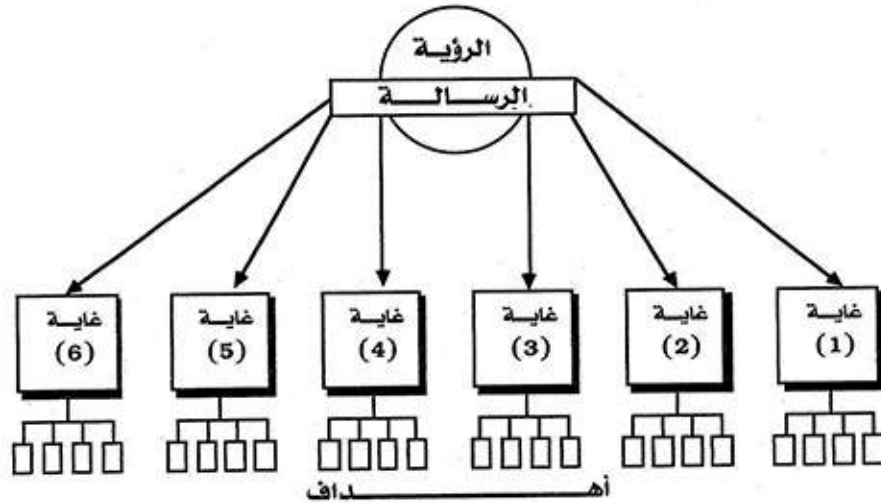 الرؤية
الرسالة
غاية
(1)
غاية
(2)
غاية
(3)
غاية
(4)
غاية
(5)
غاية
(6)
أهداف